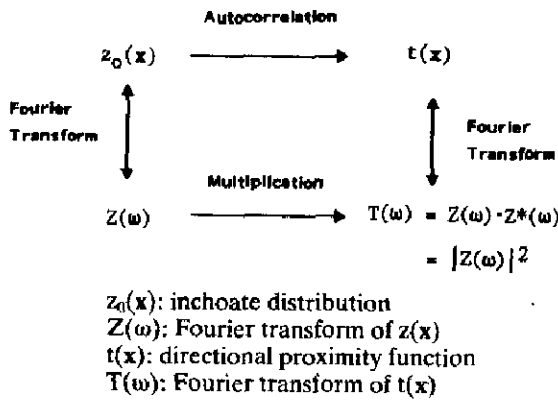 Autocorrelation
z₀(x) t(x)
Fourier Transform
Fourier Transform
Multiplication
Z(ω) T(ω) = Z(ω)·Z*(ω)
= |Z(ω)|²
z₀(x): inchoate distribution
Z(ω): Fourier transform of z(x)
t(x): directional proximity function
T(ω): Fourier transform of t(x)